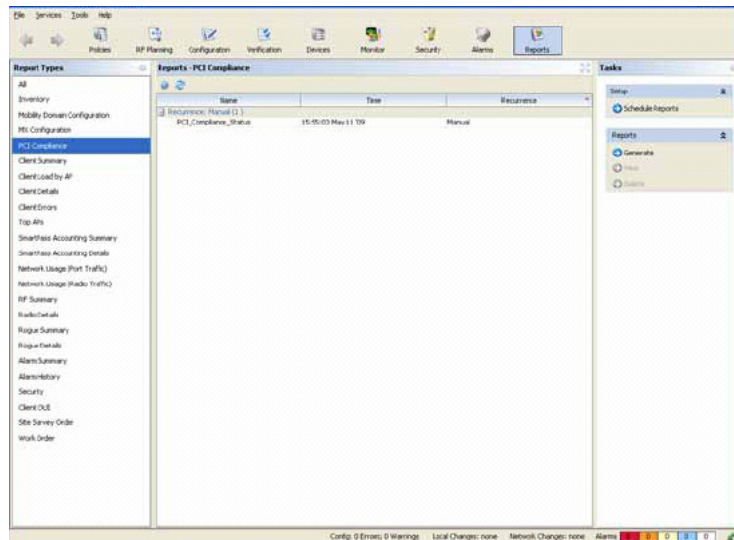 File Services Tools Help
Policies RF Planning Configuration Verification Devices Monitor Security Alarms Reports
Report Types
All
Inventory
Mobility Domain Configuration
MX Configuration
PCI Compliance
Client Summary
Client Load by AP
Client Details
Client Errors
Top APs
SmartPass Accounting Summary
SmartPass Accounting Details
Network Usage (Port Traffic)
Network Usage (Radio Traffic)
RF Summary
Radio Details
Rogue Summary
Rogue Details
Alarm Summary
Alarm History
Security
Client OUI
Site Survey Order
Work Order
Reports - PCI Compliance
Name Time Recurrence
Recurrence: Manual (1)
PCI_Compliance_Status 15:55:03 May 11 '09 Manual
Tasks
Setup
Schedule Reports
Reports
Generate
View
Delete
Config: 0 Errors; 0 Warnings Local Changes: none Network Changes: none Alarms 0 0 0 0